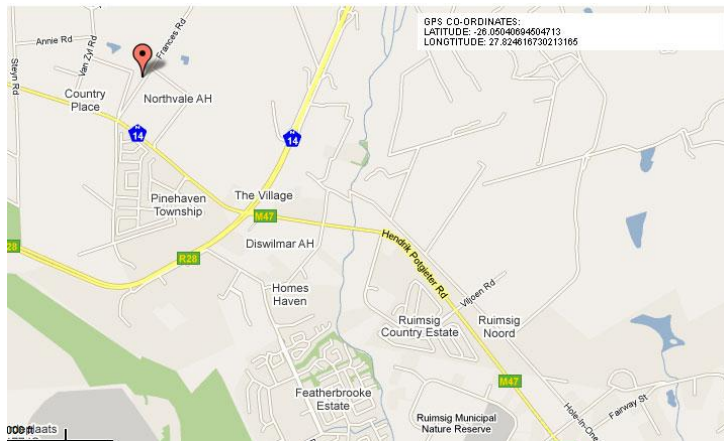 GPS CO-ORDINATES:
LATITUDE: -26.05040694504713
LONGTITUDE: 27.824616730213165
Annie Rd
Van Zyl Rd
Frances Rd
Steyn Rd
Country
Place
Northvale AH
N
14
N
14
Pinehaven
Township
The Village
M47
Diswilmar AH
28
R28
Hendrik Potgieter Rd
Homes
Haven
Viljoen Rd
Ruimsig
Country Estate
Ruimsig
Noord
Featherbrooke
Estate
M47
Ruimsig Municipal
Nature Reserve
Hole-in-One
Fairway St